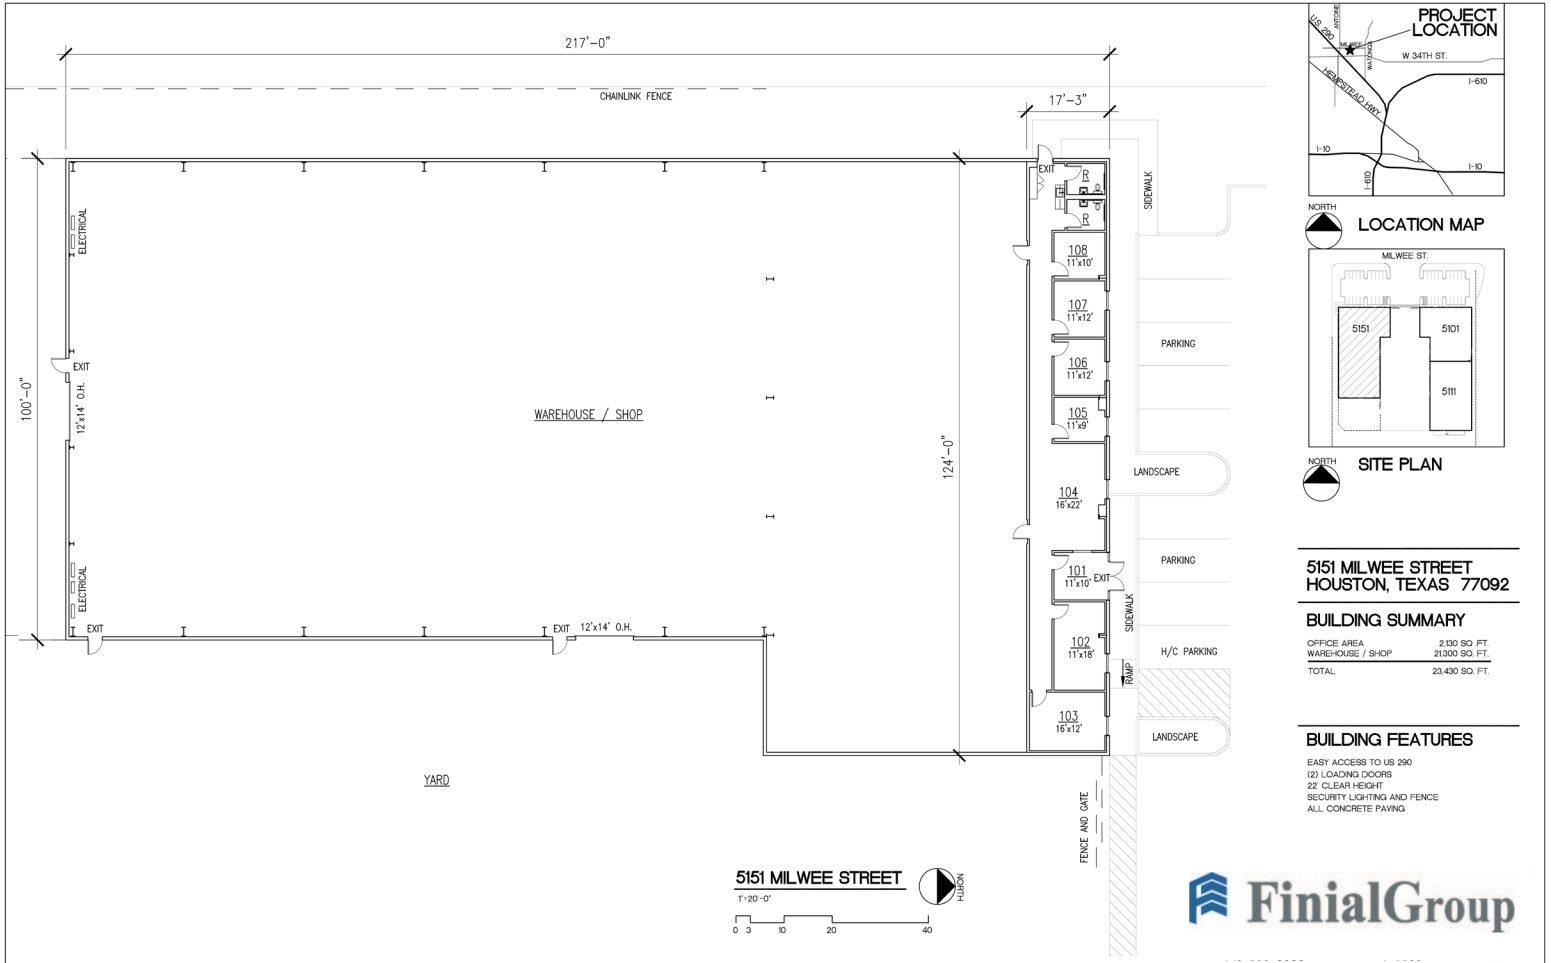 217'-0"
CHAINLINK FENCE
17'-3"
100'-0"
124'-0"
ELECTRICAL
EXIT
12'x14' O.H.
ELECTRICAL
EXIT
EXIT
12'x14' O.H.
WAREHOUSE / SHOP
YARD
EXIT
R
R
108
11'x10'
107
11'x12'
106
11'x12'
105
11'x9'
104
16'x22'
101
11'x10'
EXIT
102
11'x18'
103
16'x12'
SIDEWALK
PARKING
LANDSCAPE
PARKING
SIDEWALK
H/C PARKING
RAMP
LANDSCAPE
FENCE AND GATE
5151 MILWEE STREET
1"=20'-0"
NORTH
0 3 10 20 40
PROJECT
LOCATION
U.S. 290
ANTOINE
MILWEE
WATONGA
W 34TH ST.
HEMPSTEAD HWY
I-610
I-10
I-10
I-610
NORTH
LOCATION MAP
MILWEE ST.
5151
5101
5111
NORTH
SITE PLAN
5151 MILWEE STREET
HOUSTON, TEXAS 77092
BUILDING SUMMARY
OFFICE AREA 2,130 SQ .FT.
WAREHOUSE / SHOP 21,300 SQ. FT.
TOTAL 23,430 SQ. FT.
BUILDING FEATURES
EASY ACCESS TO US 290
(2) LOADING DOORS
22' CLEAR HEIGHT
SECURITY LIGHTING AND FENCE
ALL CONCRETE PAVING
FinialGroup